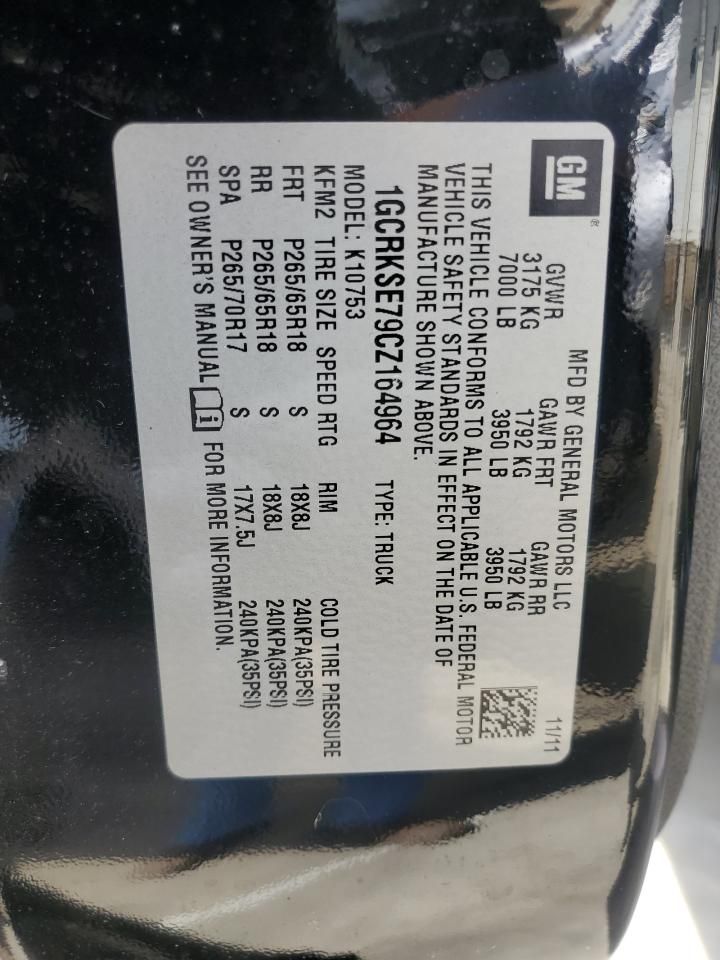 GM®
MFD BY GENERAL MOTORS LLC 11/11
GVWR GAWR FRT GAWR RR
3175 KG 1792 KG 1792 KG
7000 LB 3950 LB 3950 LB
THIS VEHICLE CONFORMS TO ALL APPLICABLE U.S. FEDERAL MOTOR
VEHICLE SAFETY STANDARDS IN EFFECT ON THE DATE OF
MANUFACTURE SHOWN ABOVE.
1GCRKSE79CZ164964 TYPE: TRUCK
MODEL: K10753
KFM2 TIRE SIZE SPEED RTG RIM COLD TIRE PRESSURE
FRT P265/65R18 S 18X8J 240KPA(35PSI)
RR P265/65R18 S 18X8J 240KPA(35PSI)
SPA P265/70R17 S 17X7.5J 240KPA(35PSI)
SEE OWNER'S MANUAL i FOR MORE INFORMATION.